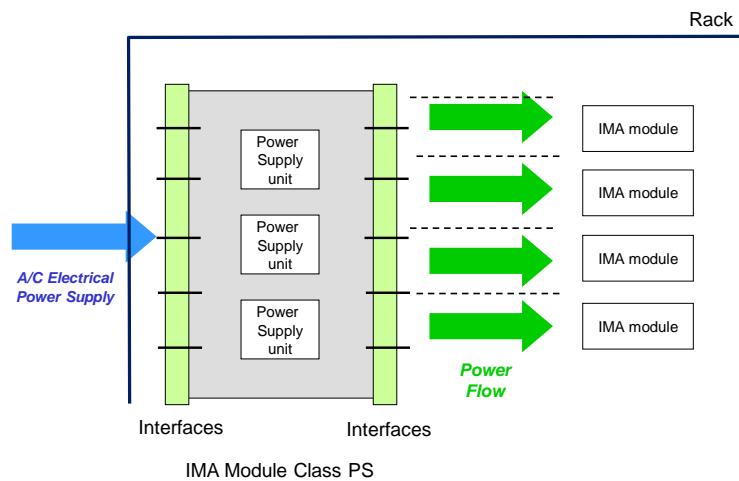 Rack
Power
Supply
unit
IMA module
IMA module
Power
Supply
unit
IMA module
A/C Electrical
Power Supply
Power
Supply
unit
IMA module
Power
Flow
Interfaces
Interfaces
IMA Module Class PS